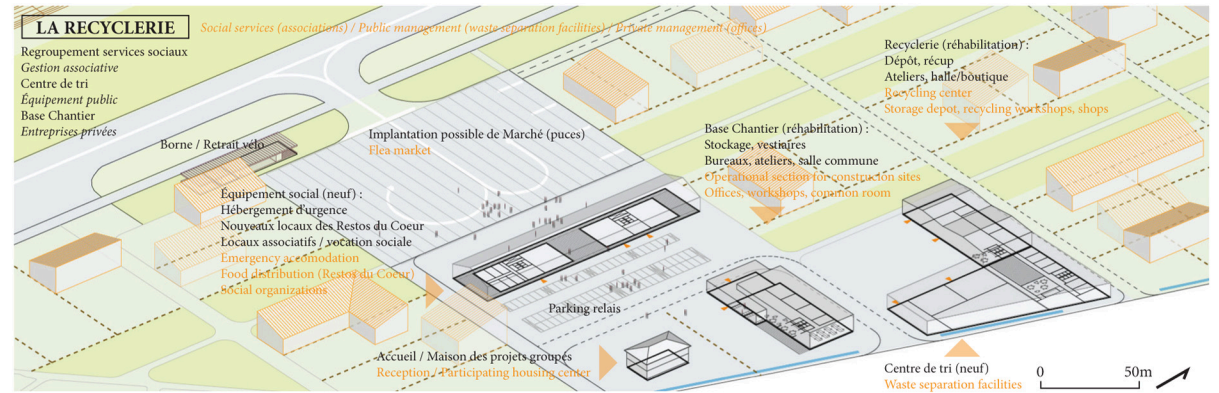 LA RECYCLERIE
Social services (associations) / Public management (waste separation facilities) / Private management (offices)
Regroupement services sociaux
Gestion associative
Centre de tri
Équipement public
Base Chantier
Entreprises privées
Borne / Retrait vélo
Implantation possible de Marché (puces)
Flea market
Recyclerie (réhabilitation) :
Dépôt, récup
Ateliers, halle/boutique
Recycling center
Storage depot, recycling workshops, shops
Base Chantier (réhabilitation) :
Stockage, vestiaires
Bureaux, ateliers, salle commune
Operational section for construcion sites
Offices, workshops, common room
Équipement social (neuf) :
Hébergement d'urgence
Nouveaux locaux des Restos du Coeur
Locaux associatifs / vocation sociale
Emergency accomodation
Food distribution (Restos du Coeur)
Social organizations
Parking relais
Accueil / Maison des projets groupés
Reception / Participating housing center
Centre de tri (neuf)
Waste separation facilities
0 50m